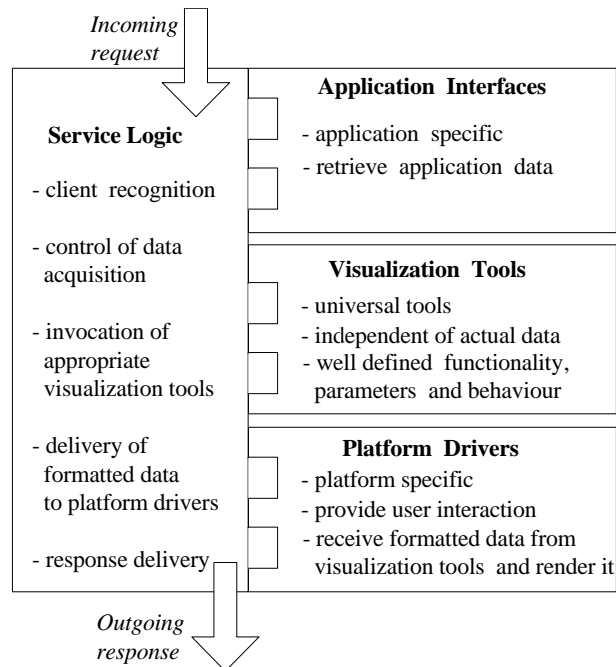 Incoming
request
Service Logic
- client recognition
- control of data
acquisition
- invocation of
appropriate
visualization tools
- delivery of
formatted data
to platform drivers
- response delivery
Application Interfaces
- application specific
- retrieve application data
Visualization Tools
- universal tools
- independent of actual data
- well defined functionality,
parameters and behaviour
Platform Drivers
- platform specific
- provide user interaction
- receive formatted data from
visualization tools and render it
Outgoing
response